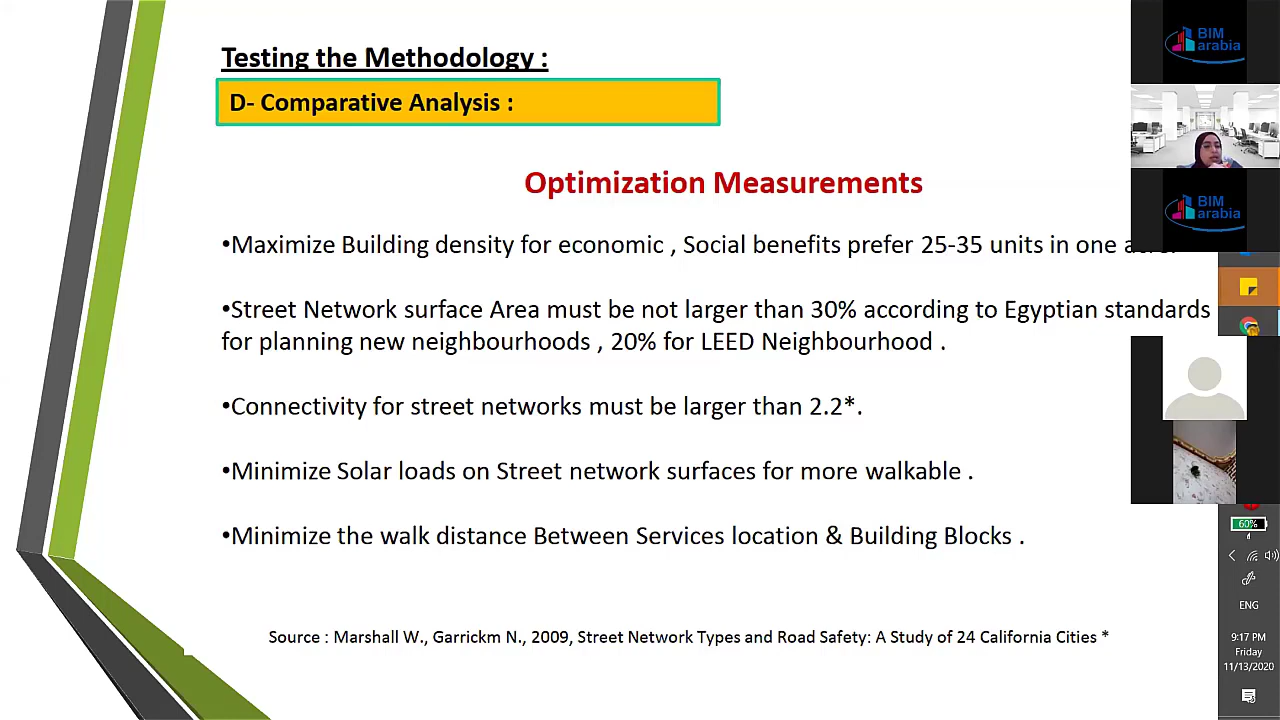 Testing the Methodology :
D- Comparative Analysis :
Optimization Measurements
•Maximize Building density for economic , Social benefits prefer 25-35 units in one
•Street Network surface Area must be not larger than 30% according to Egyptian standards
for planning new neighbourhoods , 20% for LEED Neighbourhood .
•Connectivity for street networks must be larger than 2.2*.
•Minimize Solar loads on Street network surfaces for more walkable .
•Minimize the walk distance Between Services location & Building Blocks .
Source : Marshall W., Garrickm N., 2009, Street Network Types and Road Safety: A Study of 24 California Cities *
BIM
arabia
BIM
arabia
60%
ENG
9:17 PM
Friday
11/13/2020